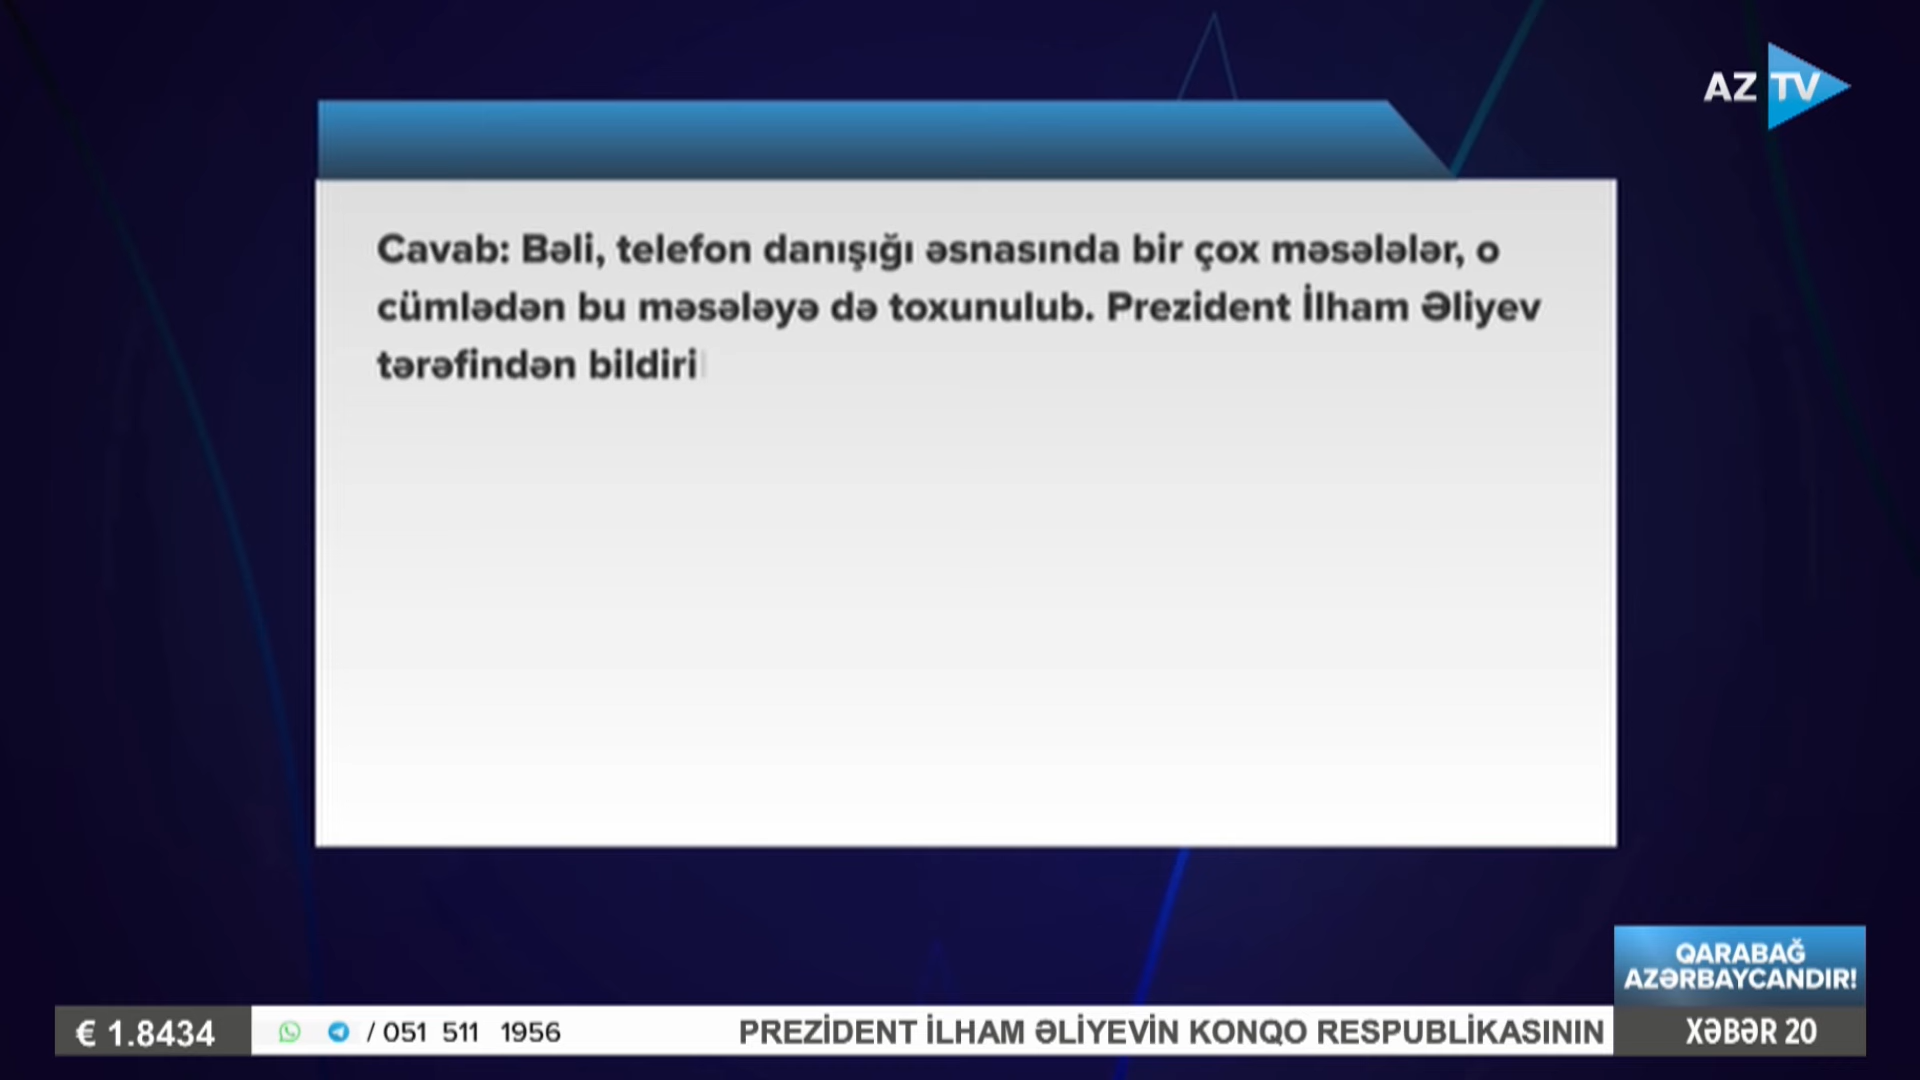 AZ TV
Cavab: Bəli, telefon danışığı əsnasında bir çox məsələlər, o
cümlədən bu məsələyə də toxunulub. Prezident İlham Əliyev
tərəfindən bildiri
QARABAĞ
AZƏRBAYCANDIR!
€ 1.8434
/ 051 511 1956
PREZİDENT İLHAM ƏLİYEVİN KONQO RESPUBLİKASININ
XƏBƏR 20